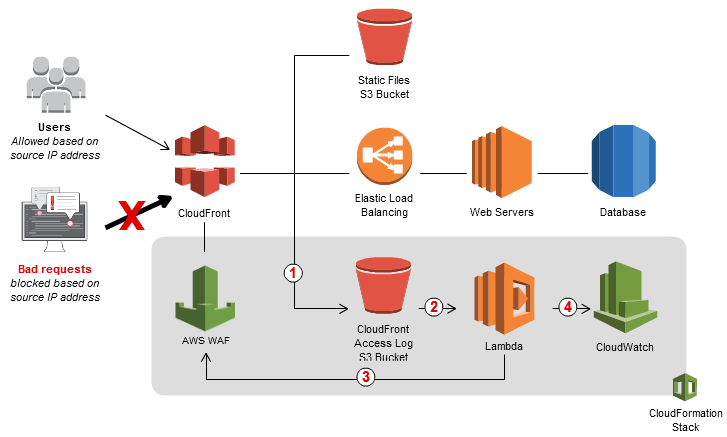 Static Files
S3 Bucket
Users
Allowed based on
source IP address
CloudFront
Elastic Load
Balancing
Web Servers
Database
X
Bad requests
blocked based on
source IP address
1
AWS WAF
CloudFront
Access Log
S3 Bucket
2
Lambda
4
CloudWatch
3
CloudFormation
Stack